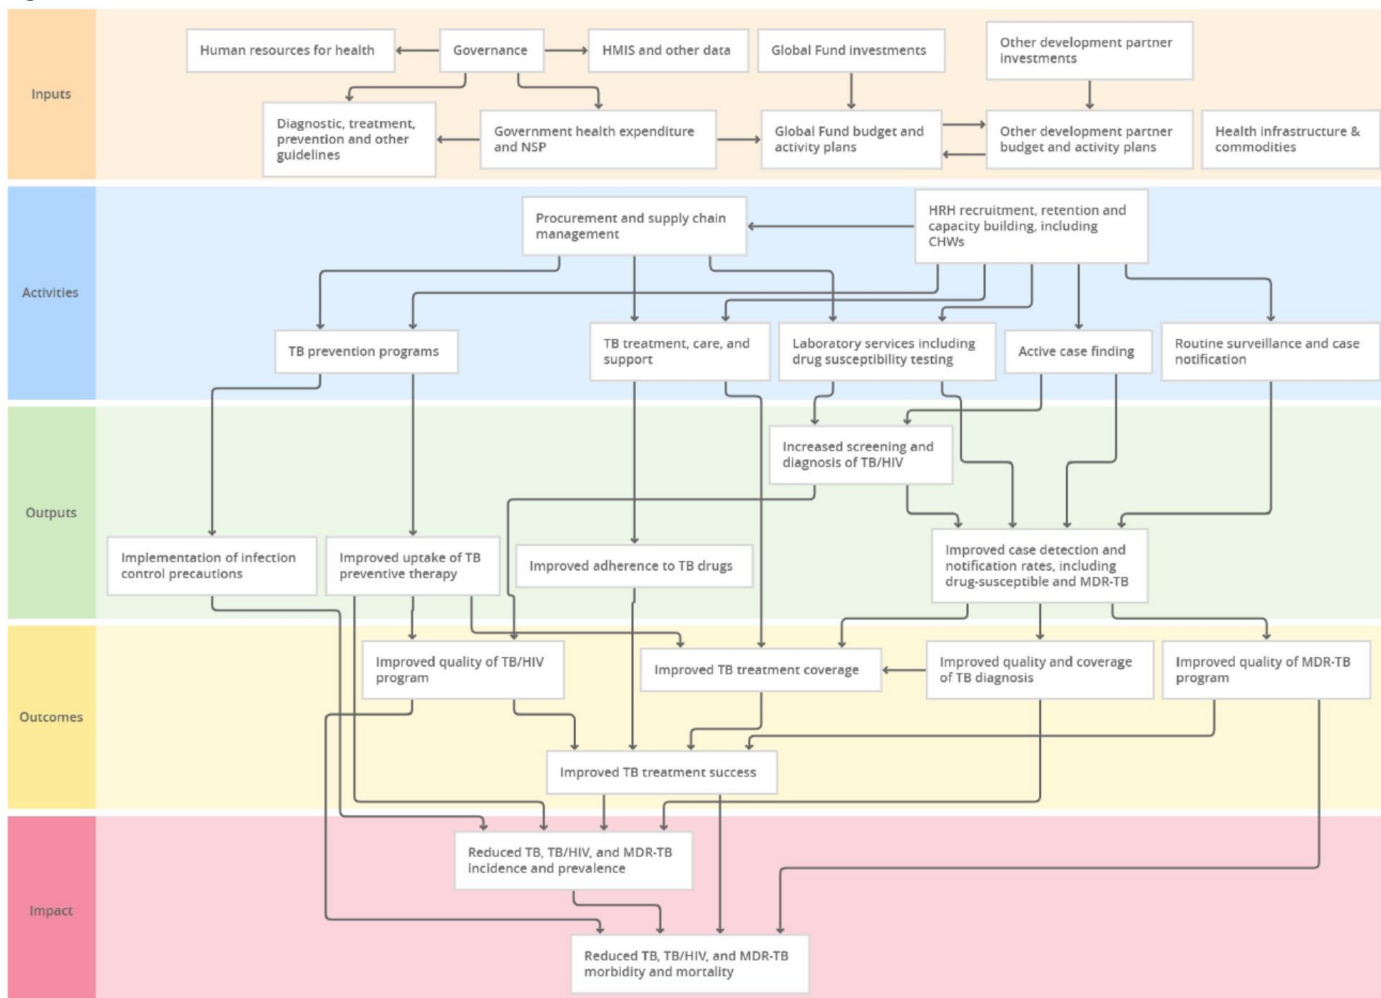 Inputs
Human resources for health
Governance
HMIS and other data
Global Fund investments
Other development partner
investments
Diagnostic, treatment,
prevention and other
guidelines
Government health expenditure
and NSP
Global Fund budget and
activity plans
Other development partner
budget and activity plans
Health infrastructure &
commodities
Activities
Procurement and supply chain
management
HRH recruitment, retention and
capacity building, including
CHWs
TB prevention programs
TB treatment, care, and
support
Laboratory services including
drug susceptibility testing
Active case finding
Routine surveillance and case
notification
Outputs
Increased screening and
diagnosis of TB/HIV
Implementation of infection
control precautions
Improved uptake of TB
preventive therapy
Improved adherence to TB drugs
Improved case detection and
notification rates, including
drug-susceptible and MDR-TB
Outcomes
Improved quality of TB/HIV
program
Improved TB treatment coverage
Improved quality and coverage
of TB diagnosis
Improved quality of MDR-TB
program
Improved TB treatment success
Impact
Reduced TB, TB/HIV, and MDR-TB
incidence and prevalence
Reduced TB, TB/HIV, and MDR-TB
morbidity and mortality